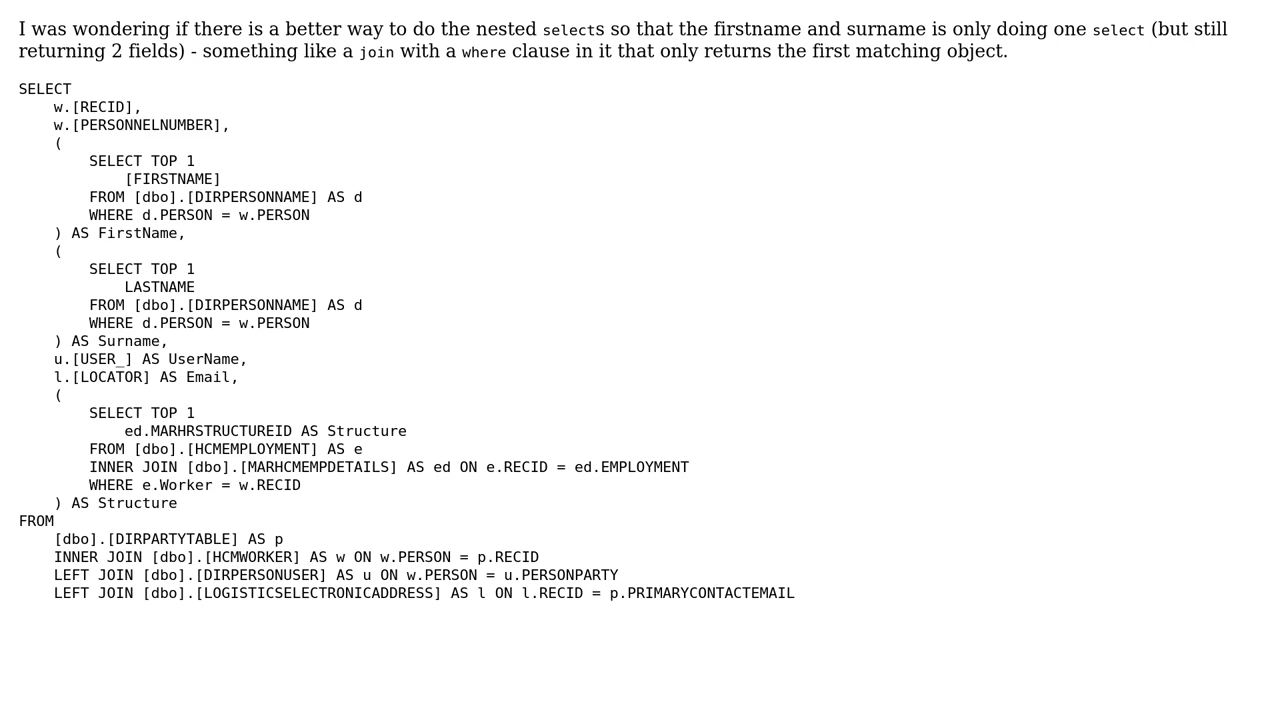 I was wondering if there is a better way to do the nested selects so that the firstname and surname is only doing one select (but still
returning 2 fields) - something like a join with a where clause in it that only returns the first matching object.
SELECT
    w.[RECID],
    w.[PERSONNELNUMBER],
    (
        SELECT TOP 1
            [FIRSTNAME]
        FROM [dbo].[DIRPERSONNAME] AS d
        WHERE d.PERSON = w.PERSON
    ) AS FirstName,
    (
        SELECT TOP 1
            LASTNAME
        FROM [dbo].[DIRPERSONNAME] AS d
        WHERE d.PERSON = w.PERSON
    ) AS Surname,
    u.[USER_] AS UserName,
    l.[LOCATOR] AS Email,
    (
        SELECT TOP 1
            ed.MARHRSTRUCTUREID AS Structure
        FROM [dbo].[HCMEMPLOYMENT] AS e
        INNER JOIN [dbo].[MARHCMEMPDETAILS] AS ed ON e.RECID = ed.EMPLOYMENT
        WHERE e.Worker = w.RECID
    ) AS Structure
FROM
    [dbo].[DIRPARTYTABLE] AS p
    INNER JOIN [dbo].[HCMWORKER] AS w ON w.PERSON = p.RECID
    LEFT JOIN [dbo].[DIRPERSONUSER] AS u ON w.PERSON = u.PERSONPARTY
    LEFT JOIN [dbo].[LOGISTICSELECTRONICADDRESS] AS l ON l.RECID = p.PRIMARYCONTACTEMAIL